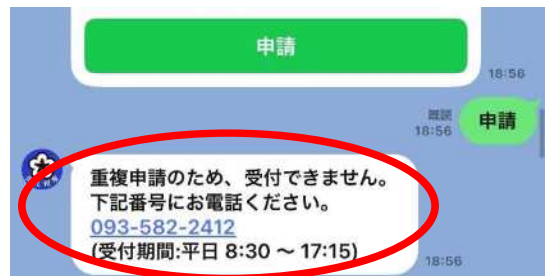 申請
18:56
既読
18:56
申請
重複申請のため、受付できません。
下記番号にお電話ください。
093-582-2412
(受付期間:平日 8:30 ~ 17:15)
18:56